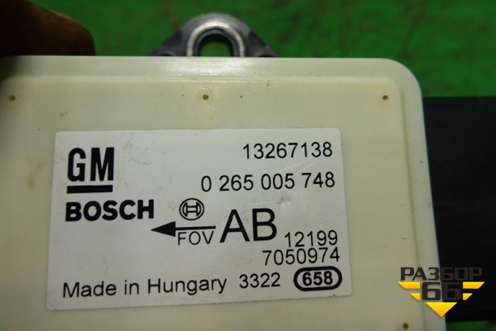 GM
13267138
0 265 005 748
BOSCH
FOV
AB
12199
7050974
Made in Hungary 3322 658
РАЗБОР
66